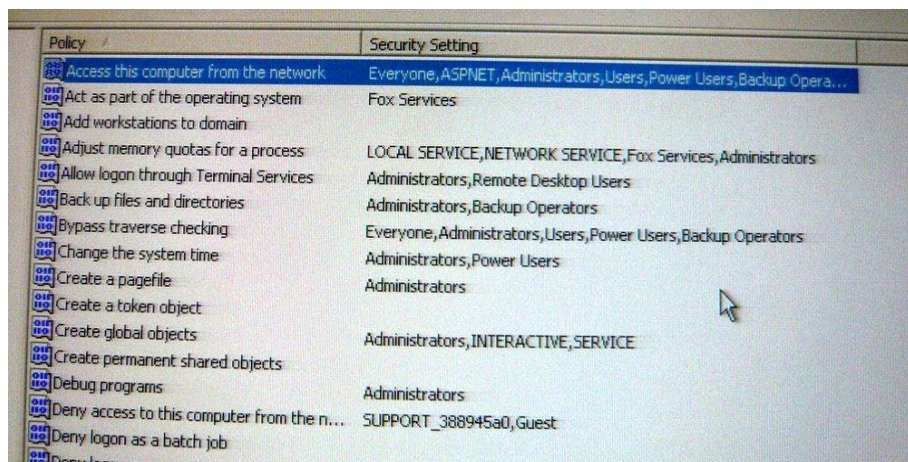 Policy Security Setting
Access this computer from the network Everyone,ASPNET,Administrators,Users,Power Users,Backup Opera...
Act as part of the operating system Fox Services
Add workstations to domain
Adjust memory quotas for a process LOCAL SERVICE,NETWORK SERVICE,Fox Services,Administrators
Allow logon through Terminal Services Administrators,Remote Desktop Users
Back up files and directories Administrators,Backup Operators
Bypass traverse checking Everyone,Administrators,Users,Power Users,Backup Operators
Change the system time Administrators,Power Users
Create a pagefile Administrators
Create a token object
Create global objects Administrators,INTERACTIVE,SERVICE
Create permanent shared objects
Debug programs Administrators
Deny access to this computer from the n... SUPPORT_388945a0,Guest
Deny logon as a batch job